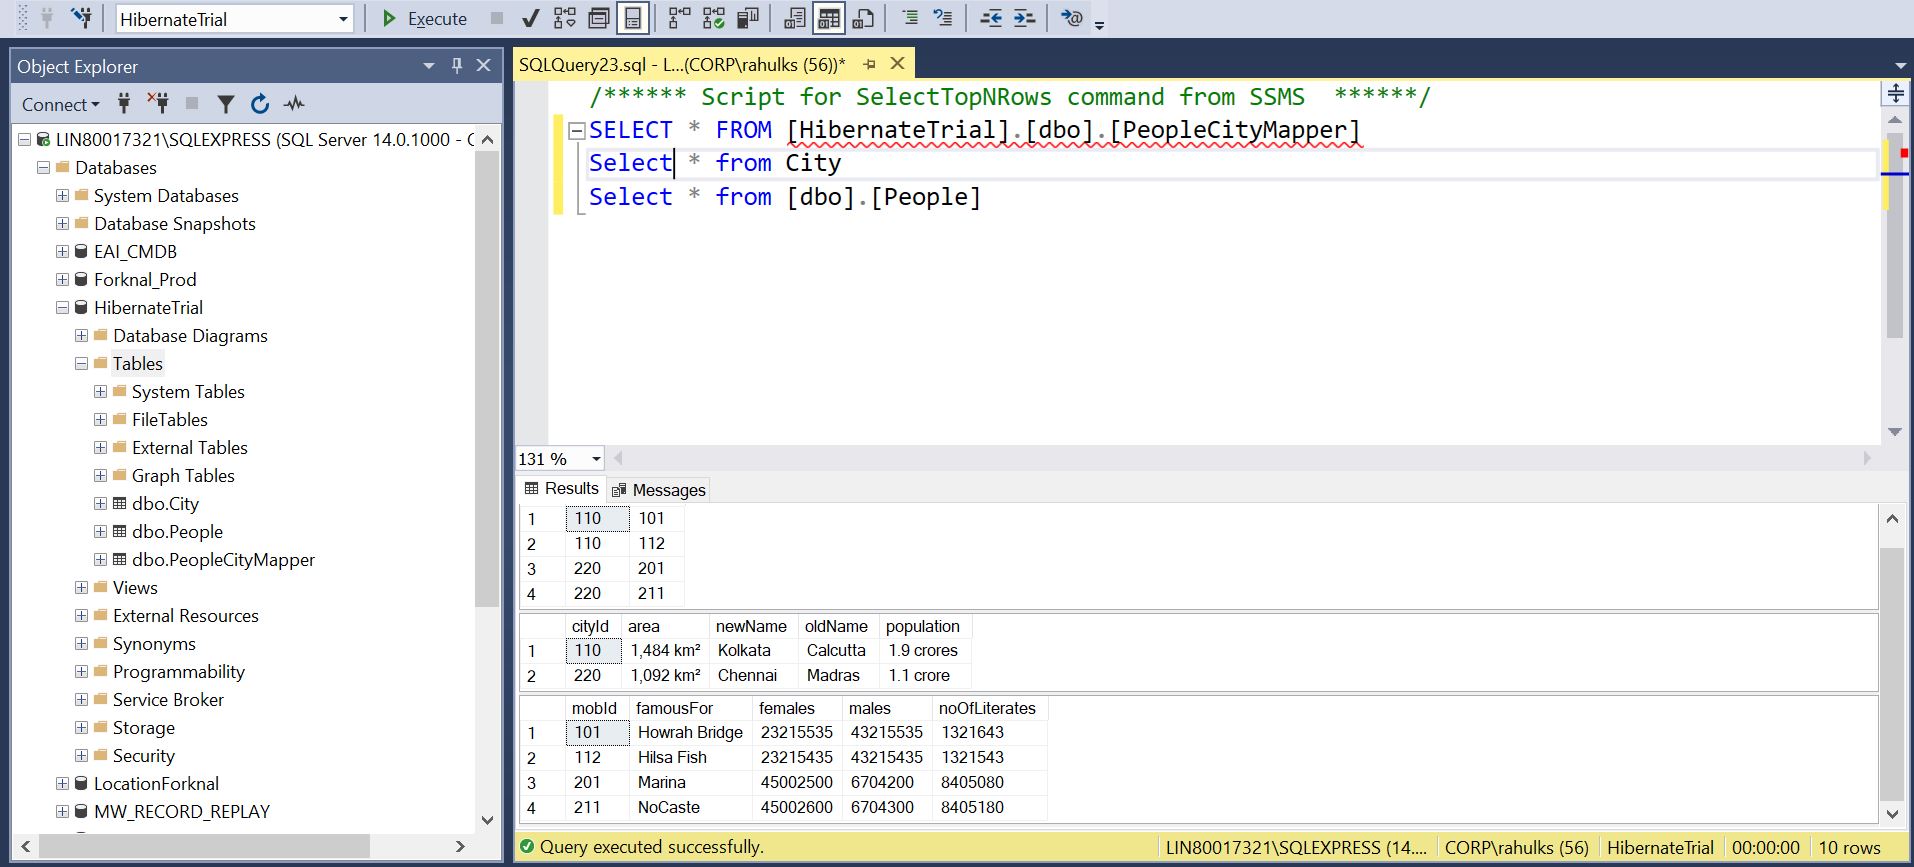 HibernateTrial
Execute
Object Explorer
Connect
LIN80017321\SQLEXPRESS (SQL Server 14.0.1000 -
Databases
System Databases
Database Snapshots
EAI_CMDB
Forknal_Prod
HibernateTrial
Database Diagrams
Tables
System Tables
FileTables
External Tables
Graph Tables
dbo.City
dbo.People
dbo.PeopleCityMapper
Views
External Resources
Synonyms
Programmability
Service Broker
Storage
Security
LocationForknal
MW_RECORD_REPLAY
SQLQuery23.sql - L...(CORP\rahulks (56))*
/****** Script for SelectTopNRows command from SSMS  ******/
SELECT * FROM [HibernateTrial].[dbo].[PeopleCityMapper]
Select * from City
Select * from [dbo].[People]
131 %
Results Messages
1 110 101
2 110 112
3 220 201
4 220 211
cityId area newName oldName population
1 110 1,484 km² Kolkata Calcutta 1.9 crores
2 220 1,092 km² Chennai Madras 1.1 crore
mobId famousFor females males noOfLiterates
1 101 Howrah Bridge 23215535 43215535 1321643
2 112 Hilsa Fish 23215435 43215435 1321543
3 201 Marina 45002500 6704200 8405080
4 211 NoCaste 45002600 6704300 8405180
Query executed successfully. LIN80017321\SQLEXPRESS (14.... CORP\rahulks (56) HibernateTrial 00:00:00 10 rows